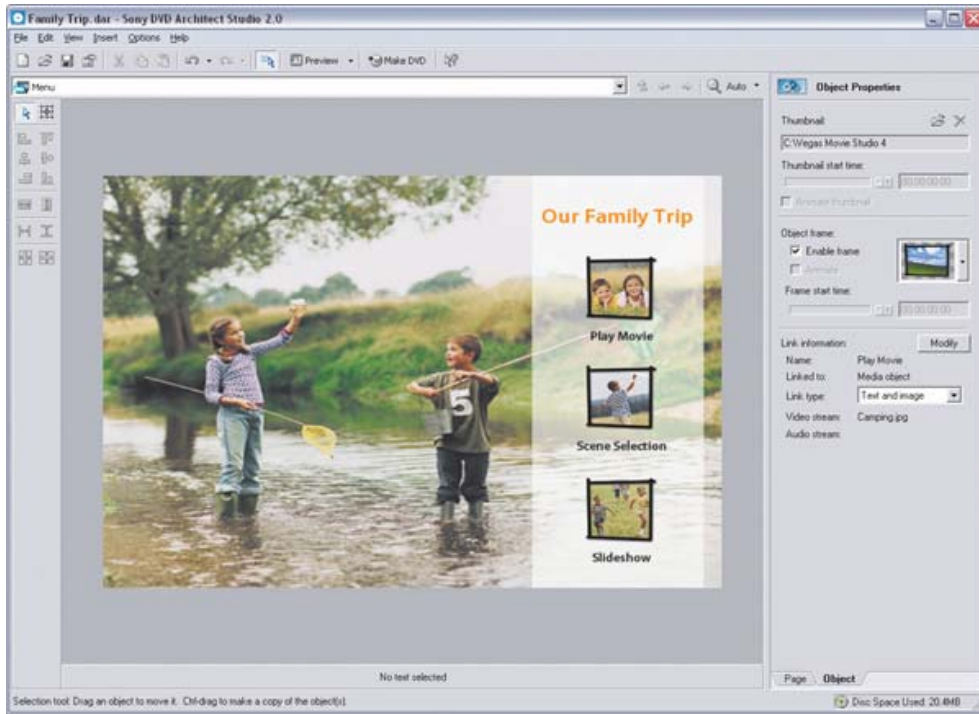 Family Trip.dar - Sony DVD Architect Studio 2.0
File Edit View Insert Options Help
Preview Make DVD
Menu
Auto
Object Properties
Thumbnail:
C:\Vegas Movie Studio 4
Thumbnail start time:
00:00:00:00
Animate thumbnail
Object frame:
Enable frame
Animate
Frame start time:
00:00:00:00
Link information:
Modify
Name: Play Movie
Linked to: Media object
Link type: Text and image
Video stream: Camping.jpg
Audio stream:
Our Family Trip
Play Movie
Scene Selection
Slideshow
5
No text selected
Page Object
Selection tool: Drag an object to move it. Ctrl-drag to make a copy of the object(s).
Disc Space Used: 20.4MB